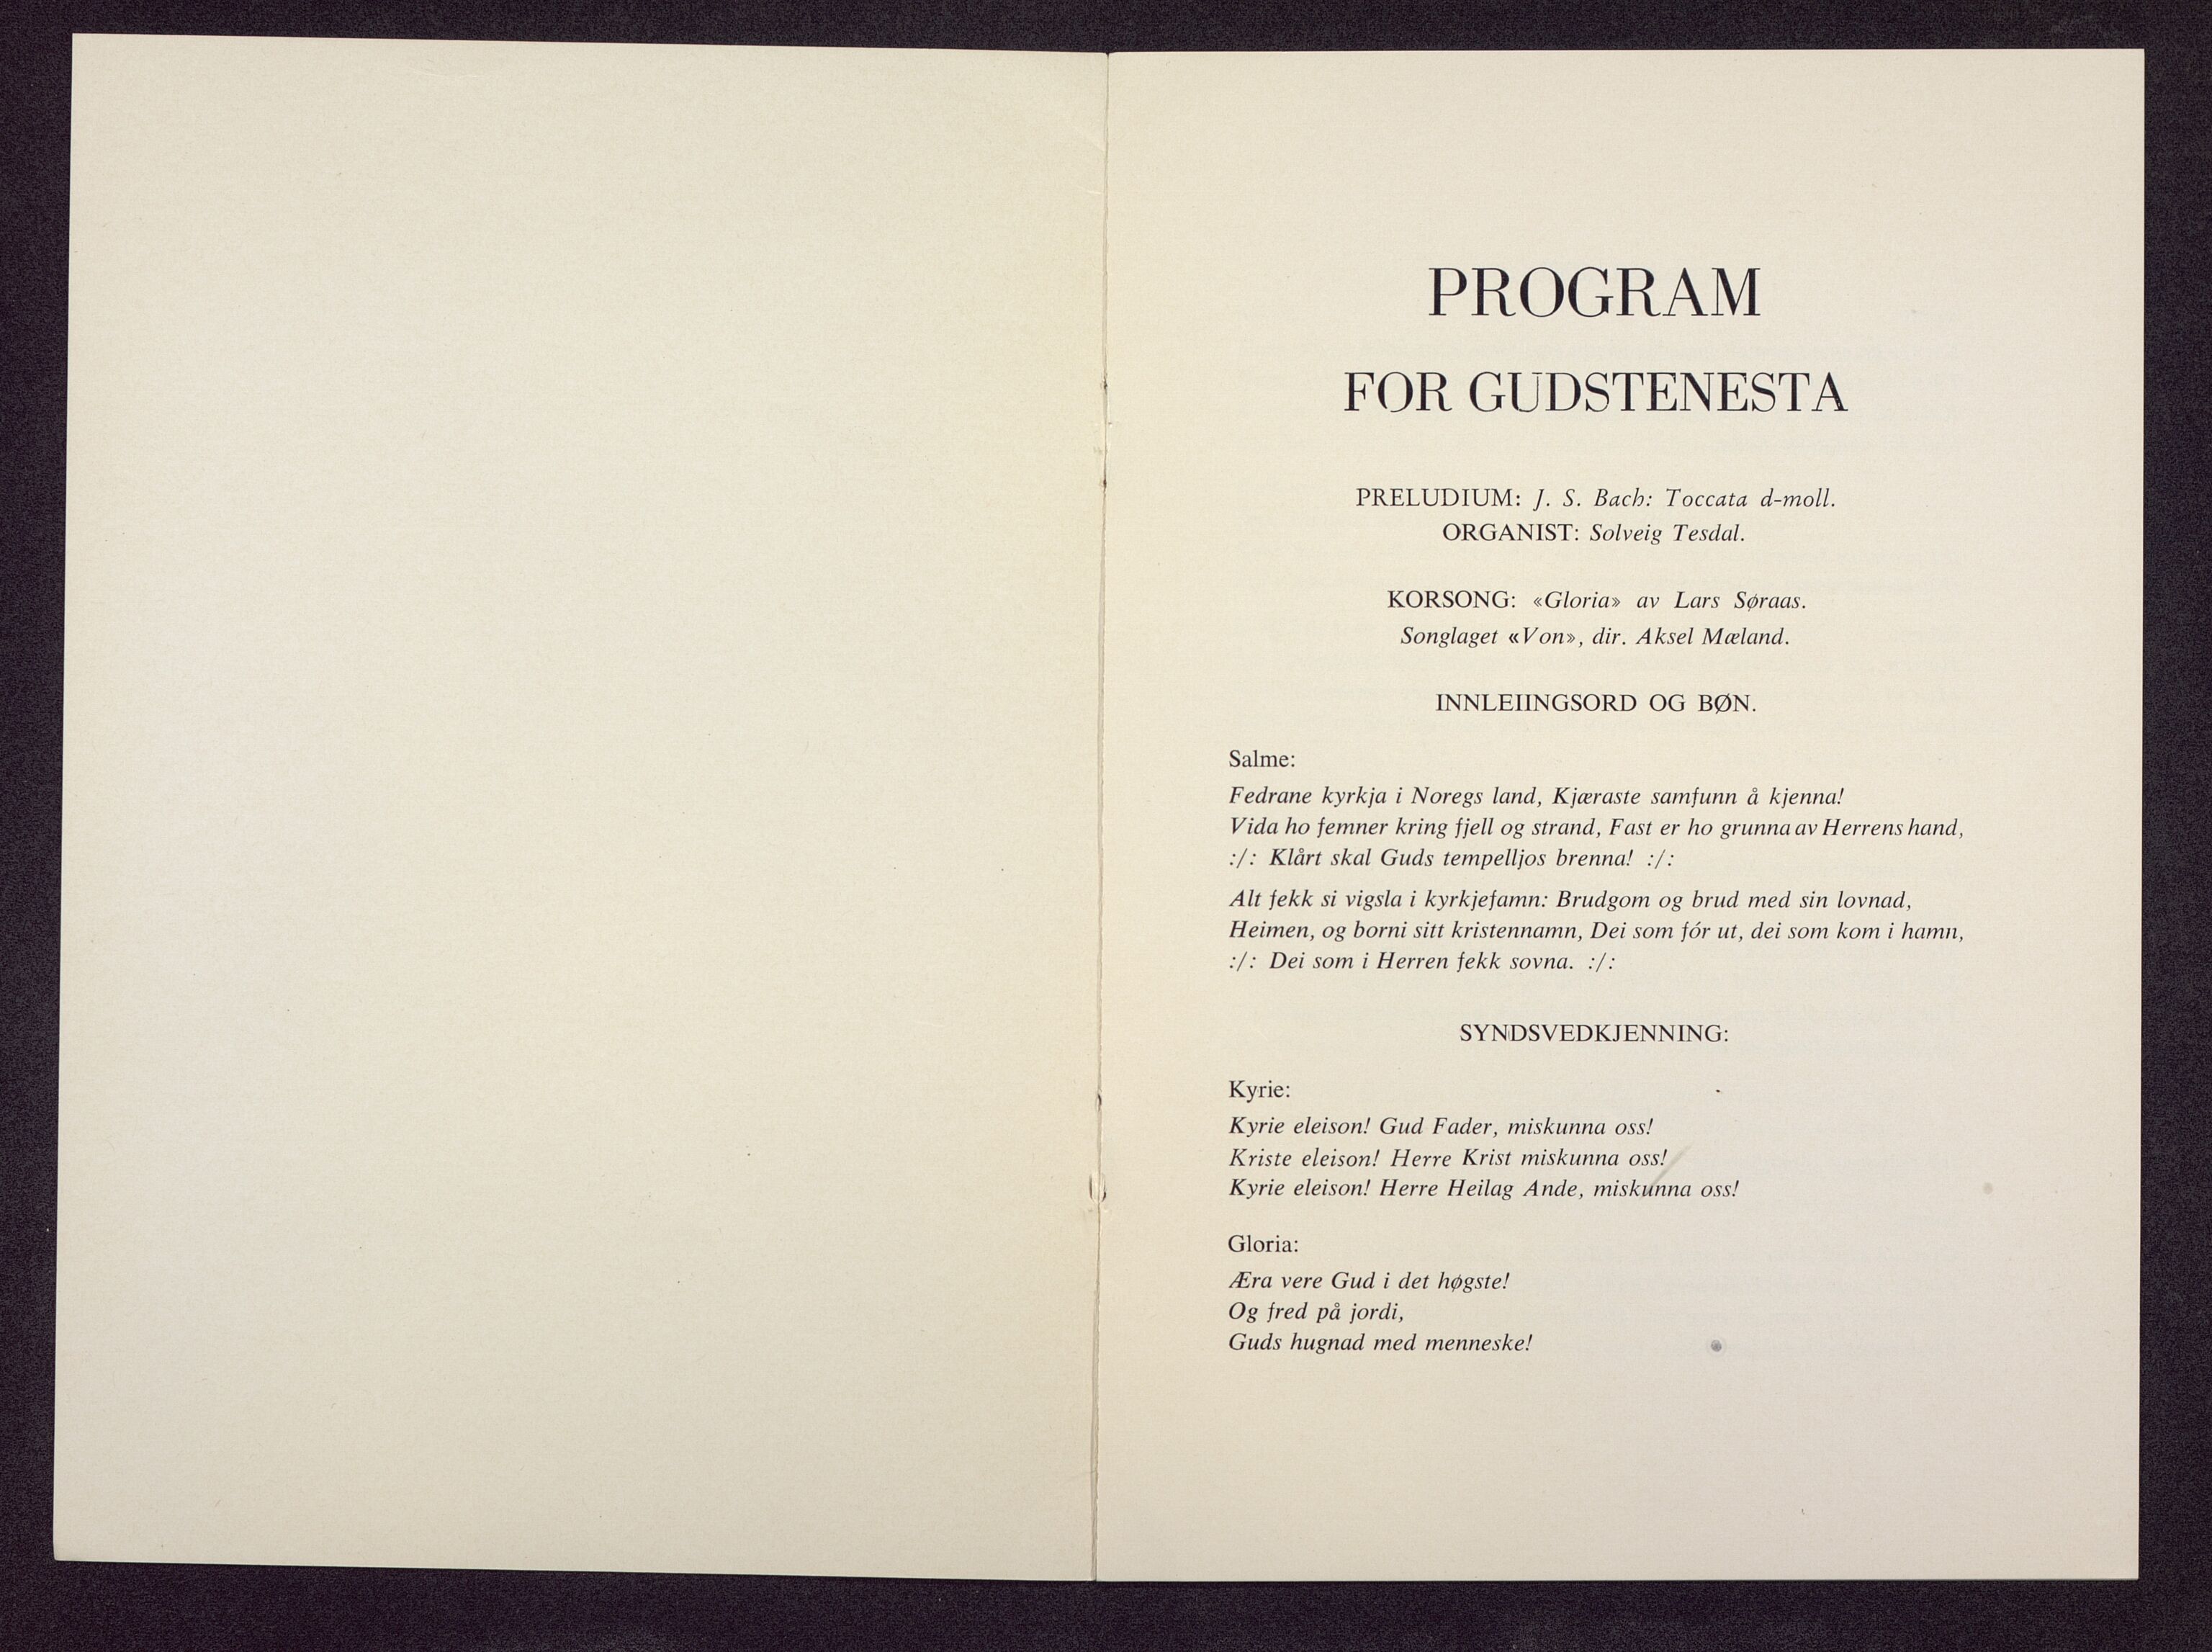 PROGRAM
FOR GUDSTENESTA
PRELUDIUM: J. S. Bach: Toccata d-moll.
ORGANIST: Solveig Tesdal.
KORSONG: «Gloria» av Lars Søraas.
Songlaget «Von», dir. Aksel Mæland.
INNLEIINGSORD OG BØN.
Salme:
Fedrane kyrkja i Noregs land, Kjæraste samfunn å kjenna!
Vida ho femner kring fjell og strand, Fast er ho grunna av Herrens hand,
:/: Klårt skal Guds tempelljos brenna! :/:
Alt fekk si vigsla i kyrkjefamn: Brudgom og brud med sin lovnad,
Heimen, og borni sitt kristennamn, Dei som fór ut, dei som kom i hamn,
:/: Dei som i Herren fekk sovna. :/:
SYNDSVEDKJENNING:
Kyrie:
Kyrie eleison! Gud Fader, miskunna oss!
Kriste eleison! Herre Krist miskunna oss!
Kyrie eleison! Herre Heilag Ande, miskunna oss!
Gloria:
Æra vere Gud i det høgste!
Og fred på jordi,
Guds hugnad med menneske!